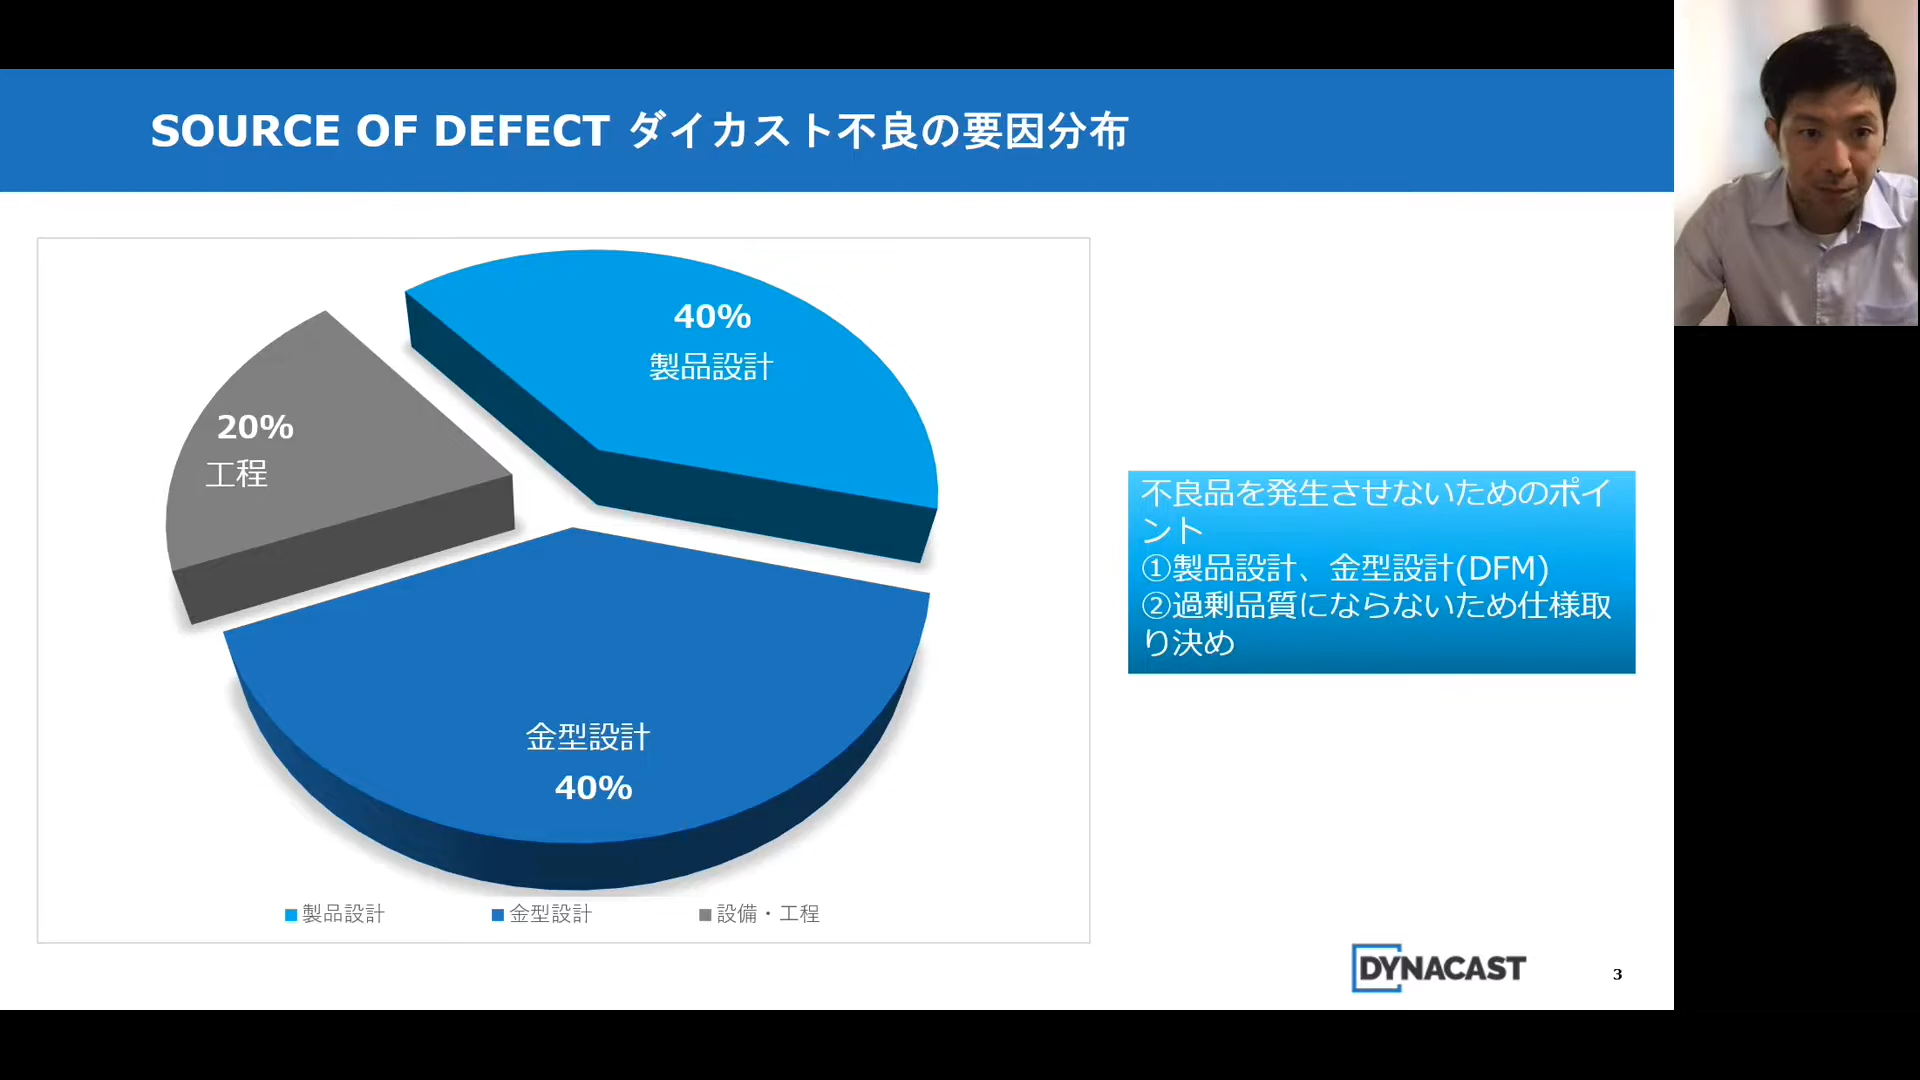 SOURCE OF DEFECT ダイカスト不良の要因分布
40%
製品設計
20%
工程
金型設計
40%
製品設計
金型設計
設備・工程
不良品を発生させないためのポイ
ント
①製品設計、金型設計(DFM)
②過剰品質にならないため仕様取
り決め
DYNACAST
3